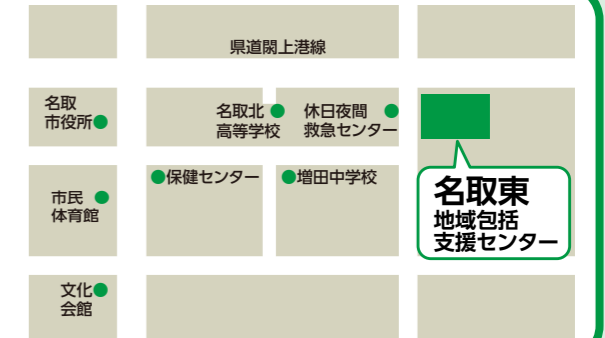 県道閖上港線
名取
市役所
名取北
高等学校
休日夜間
救急センター
保健センター
増田中学校
市民
体育館
名取東
地域包括
支援センター
文化
会館